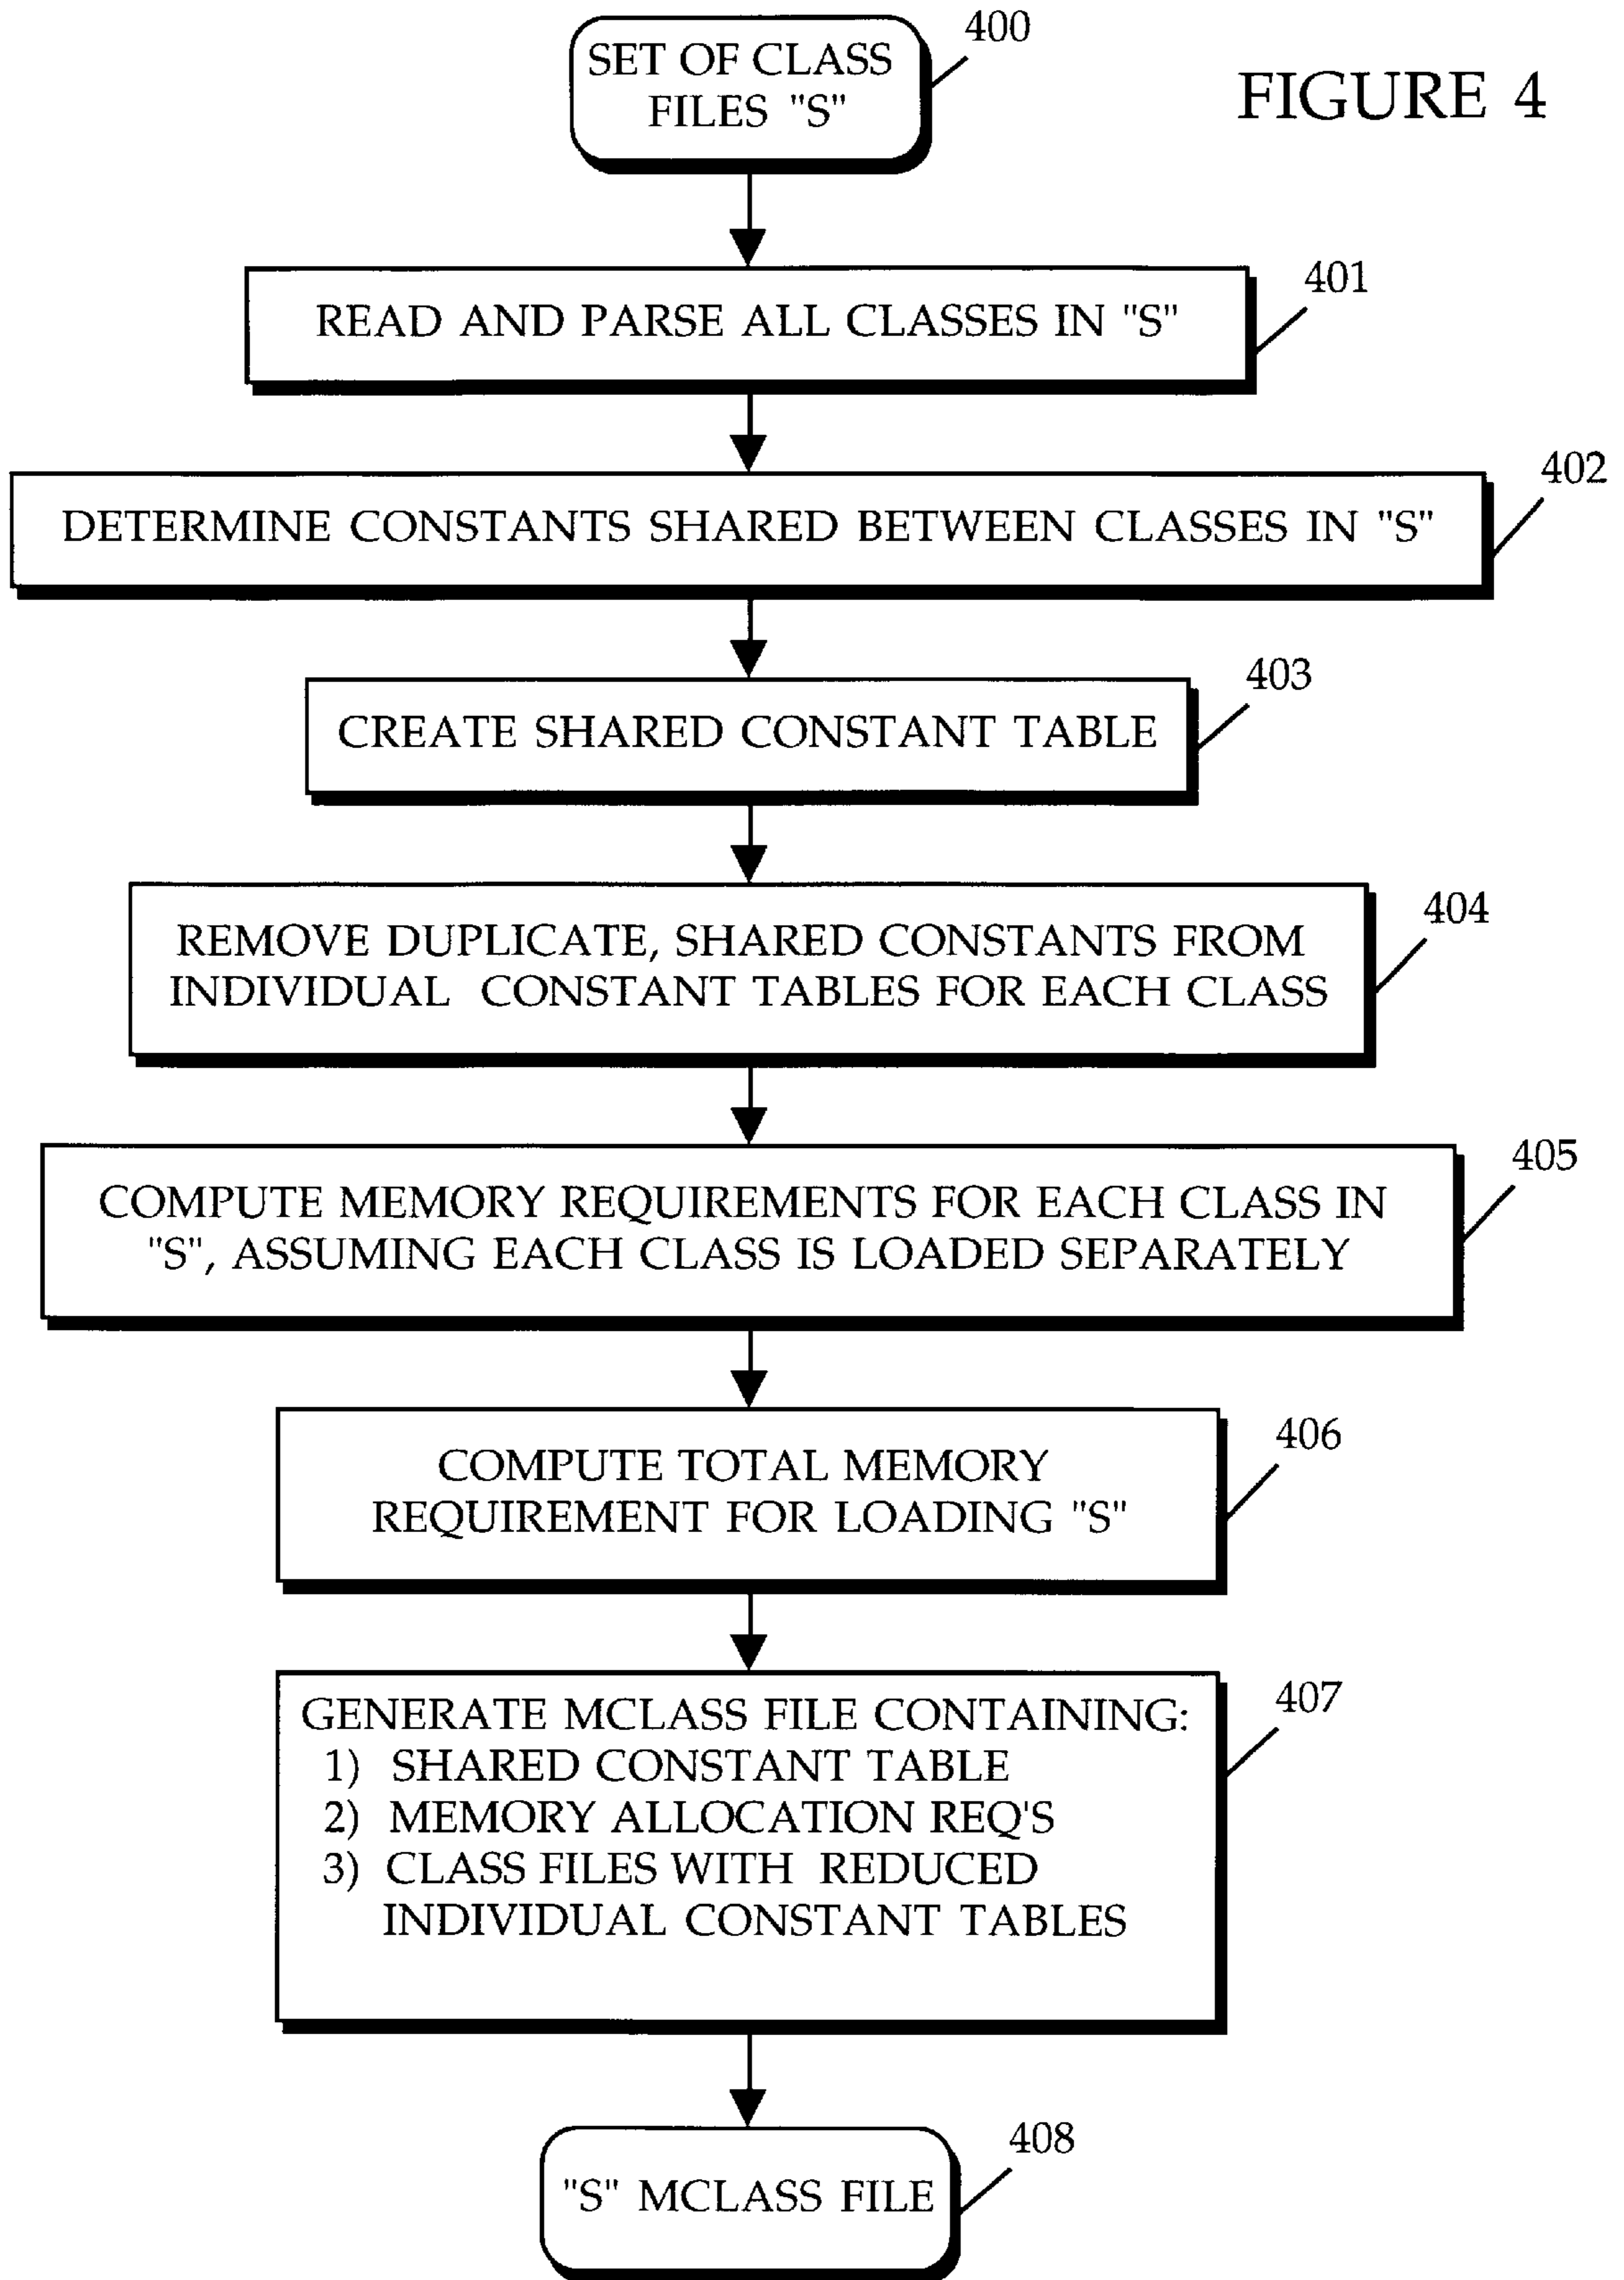 400
SET OF CLASS
FILES "S"
FIGURE 4
401
READ AND PARSE ALL CLASSES IN "S"
402
DETERMINE CONSTANTS SHARED BETWEEN CLASSES IN "S"
403
CREATE SHARED CONSTANT TABLE
404
REMOVE DUPLICATE, SHARED CONSTANTS FROM
INDIVIDUAL CONSTANT TABLES FOR EACH CLASS
405
COMPUTE MEMORY REQUIREMENTS FOR EACH CLASS IN
"S", ASSUMING EACH CLASS IS LOADED SEPARATELY
406
COMPUTE TOTAL MEMORY
REQUIREMENT FOR LOADING "S"
407
GENERATE MCLASS FILE CONTAINING:
1) SHARED CONSTANT TABLE
2) MEMORY ALLOCATION REQ'S
3) CLASS FILES WITH REDUCED
INDIVIDUAL CONSTANT TABLES
408
"S" MCLASS FILE